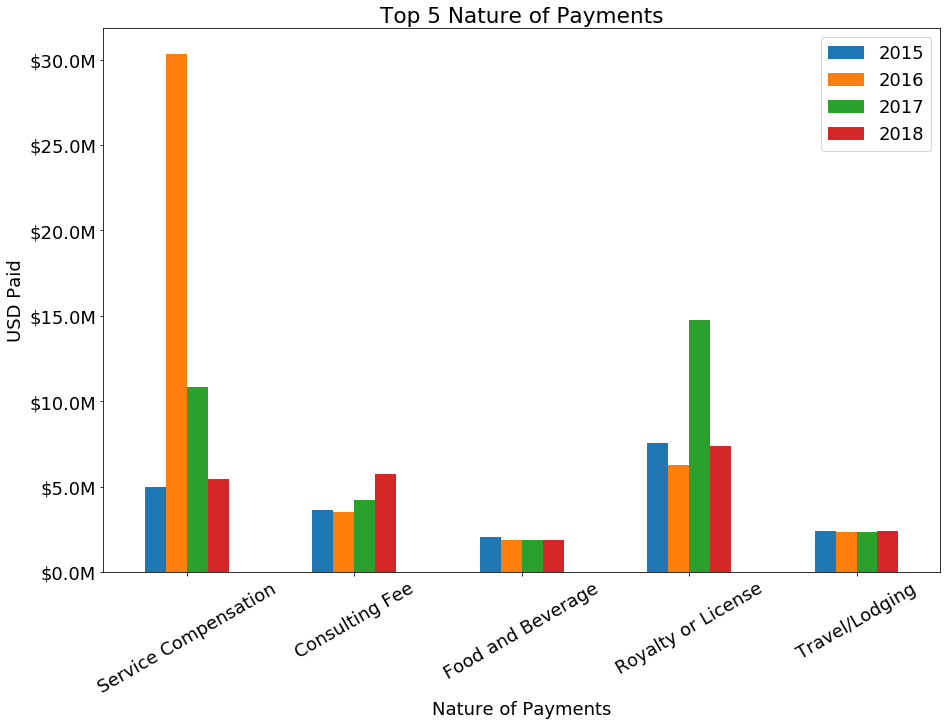 Top 5 Nature of Payments
2015
2016
2017
2018
$30.0M
$25.0M
$20.0M
$15.0M
$10.0M
$5.0M
$0.0M
USD Paid
Service Compensation
Consulting Fee
Food and Beverage
Royalty or License
Travel/Lodging
Nature of Payments